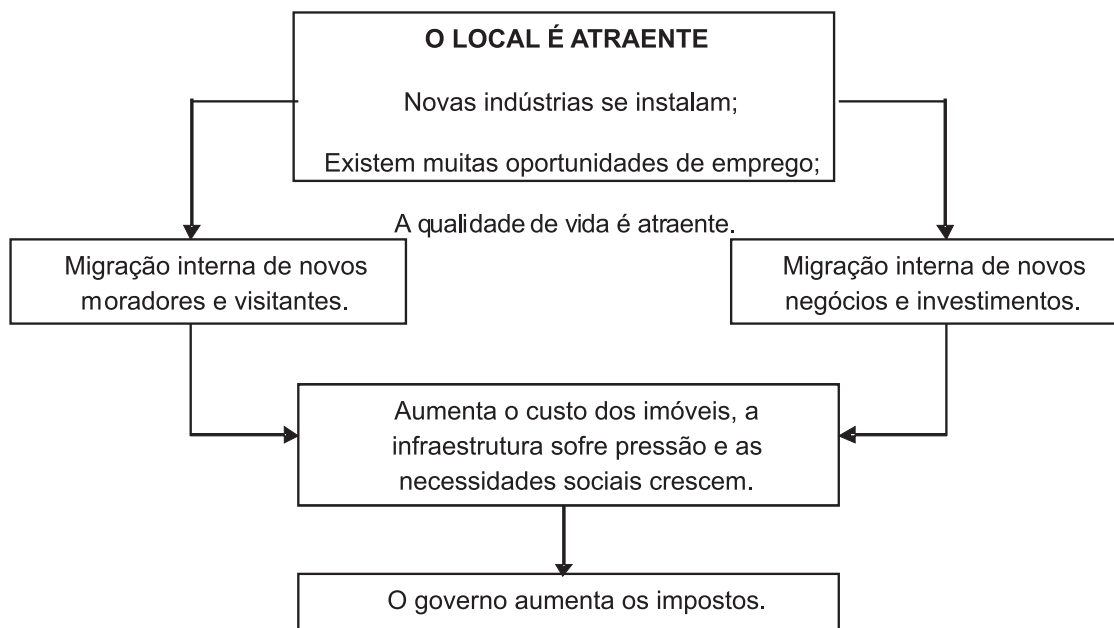 O LOCAL É ATRAENTE
Novas indústrias se instalam;
Existem muitas oportunidades de emprego;
A qualidade de vida é atraente.
Migração interna de novos
moradores e visitantes.
Migração interna de novos
negócios e investimentos.
Aumenta o custo dos imóveis, a
infraestrutura sofre pressão e as
necessidades sociais crescem.
O governo aumenta os impostos.